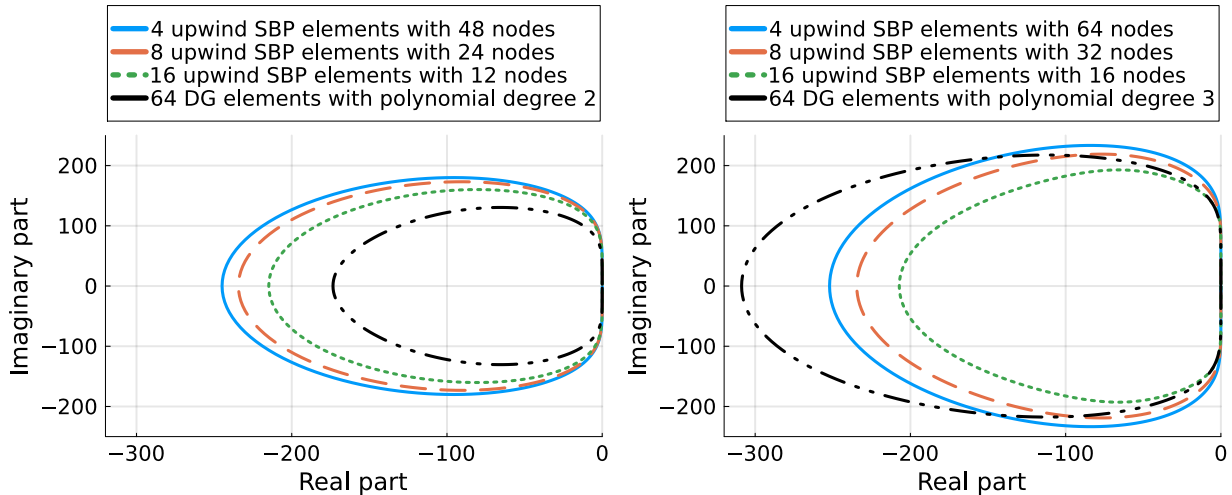 4 upwind SBP elements with 48 nodes
8 upwind SBP elements with 24 nodes
16 upwind SBP elements with 12 nodes
64 DG elements with polynomial degree 2
200
100
0
−100
−200
Imaginary part
−300
−200
−100
0
Real part
4 upwind SBP elements with 64 nodes
8 upwind SBP elements with 32 nodes
16 upwind SBP elements with 16 nodes
64 DG elements with polynomial degree 3
200
100
0
−100
−200
Imaginary part
−300
−200
−100
0
Real part